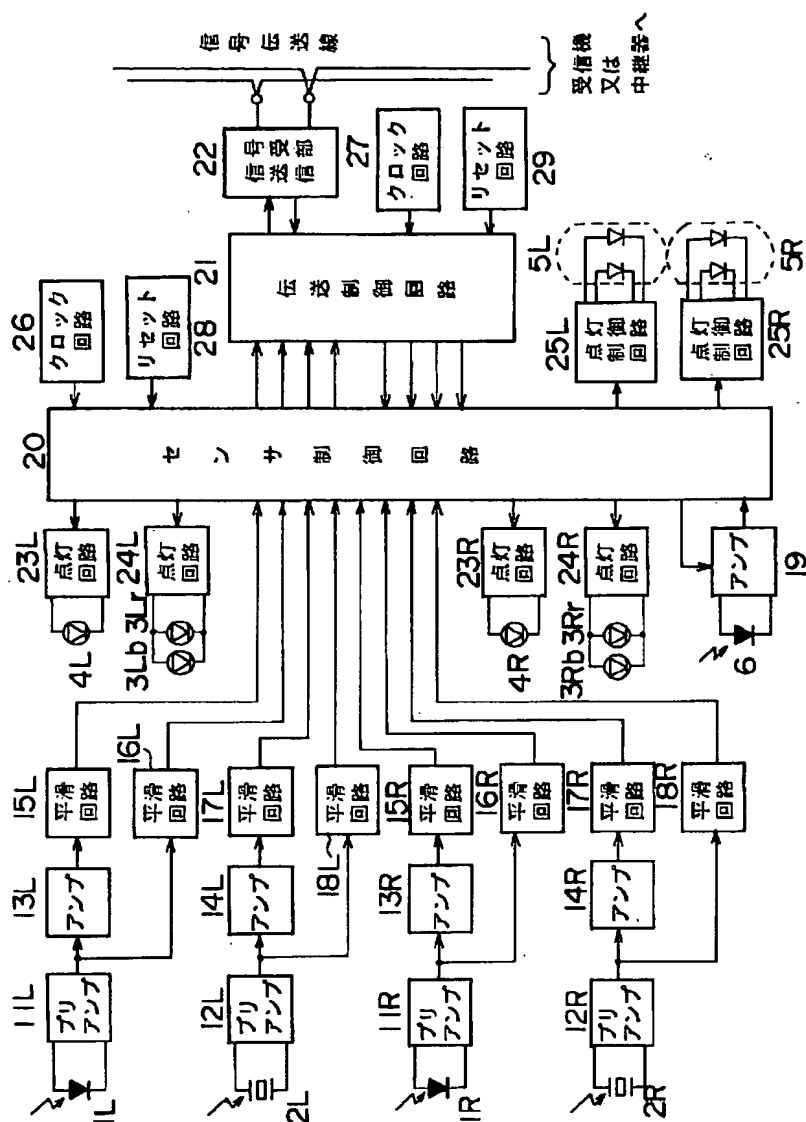 信号伝送線
受信機
又は
中継器へ
22
信号
送受
信部
27
クロック
回路
29
リセット
回路
21
伝送制御回路
26
クロック
回路
28
リセット
回路
5L
25L
点灯
制御
回路
5R
25R
点灯
制御
回路
20
センサ制御回路
23L
点灯
回路
4L
24L
点灯
回路
3Lb 3Lr
23R
点灯
回路
4R
24R
点灯
回路
3Rb 3Rr
アンプ
19
6
15L
平滑
回路
16L
平滑
回路
17L
平滑
回路
18L
平滑
回路
15R
平滑
回路
16R
平滑
回路
17R
平滑
回路
18R
平滑
回路
13L
アンプ
14L
アンプ
13R
アンプ
14R
アンプ
11L
プリ
アンプ
12L
プリ
アンプ
11R
プリ
アンプ
12R
プリ
アンプ
1L
2L
1R
2R